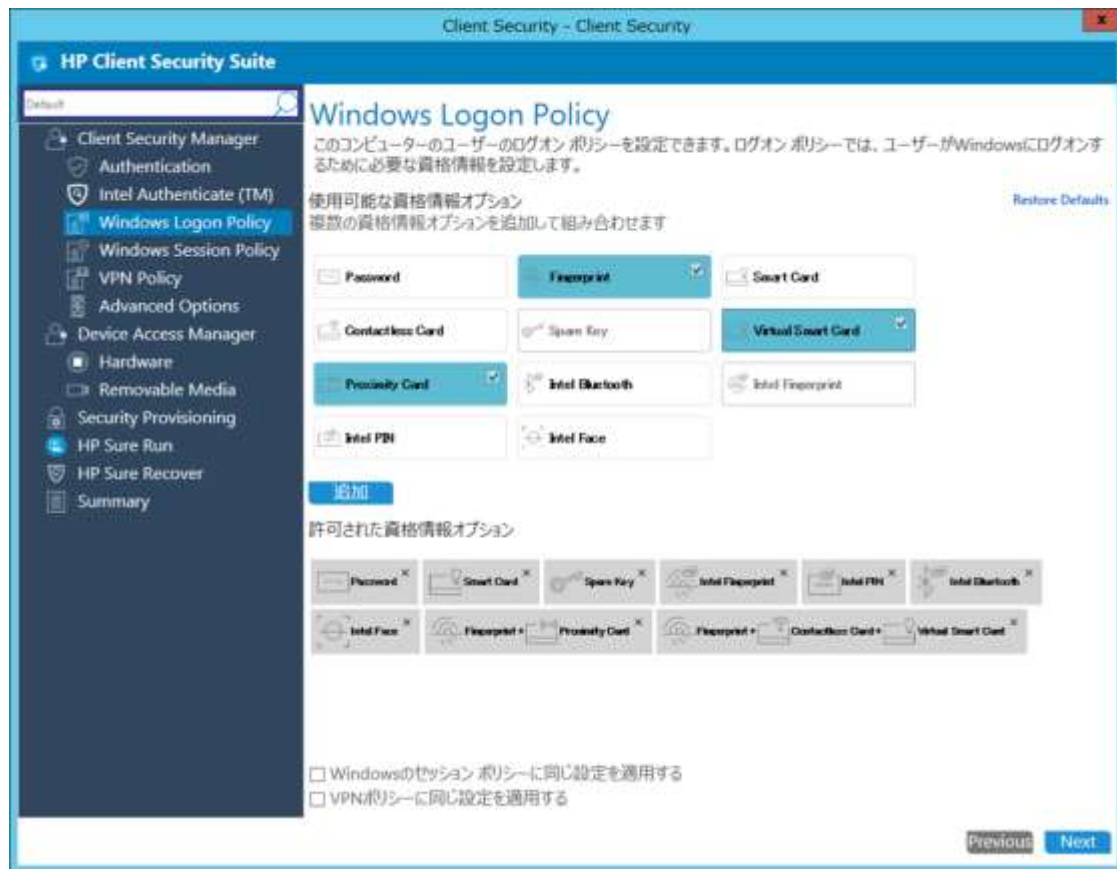 Client Security - Client Security
x
HP Client Security Suite
Default
Client Security Manager
Authentication
Intel Authenticate (TM)
Windows Logon Policy
Windows Session Policy
VPN Policy
Advanced Options
Device Access Manager
Hardware
Removable Media
Security Provisioning
HP Sure Run
HP Sure Recover
Summary
Windows Logon Policy
このコンピューターのユーザーのログオン ポリシーを設定できます。ログオン ポリシーでは、ユーザーがWindowsにログオンす
るために必要な資格情報を設定します。
使用可能な資格情報オプション
Restore Defaults
複数の資格情報オプションを追加して組み合わせます
Password Fingerprint Smart Card
Contactless Card Spare Key Virtual Smart Card
Proximity Card Intel Bluetooth Intel Fingerprint
Intel PIN Intel Face
追加
許可された資格情報オプション
Password × Smart Card × Spare Key × Intel Fingerprint × Intel PIN × Intel Bluetooth ×
Intel Face × Fingerprint + Proximity Card × Fingerprint + Contactless Card + Virtual Smart Card ×
Windowsのセッション ポリシーに同じ設定を適用する
VPNポリシーに同じ設定を適用する
Previous Next